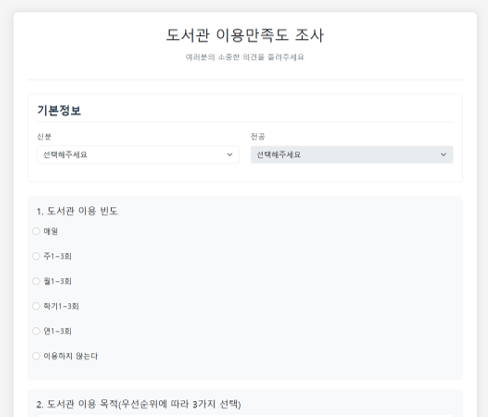 도서관 이용만족도 조사
여러분의 소중한 의견을 들려주세요
기본정보
신분 전공
선택해주세요 선택해주세요
1. 도서관 이용 빈도
매일
주1~3회
월1~3회
학기1~3회
연1~3회
이용하지 않는다
2. 도서관 이용 목적(우선순위에 따라 3가지 선택)